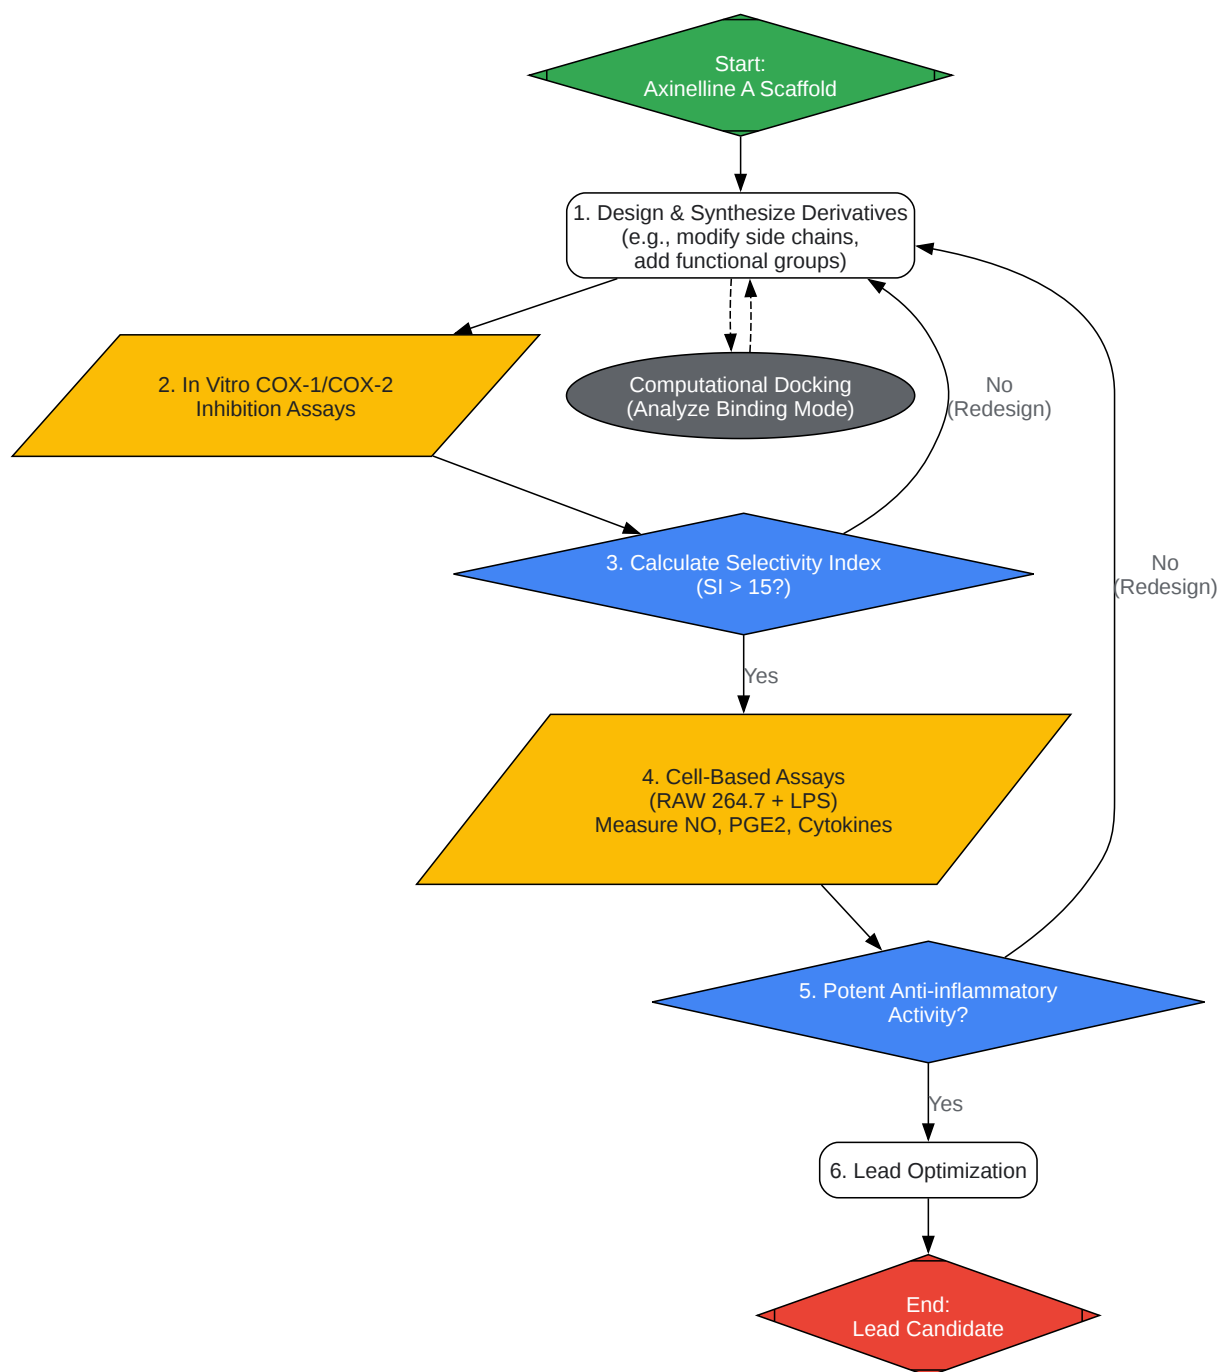 Start:
Axinelline A Scaffold
1. Design & Synthesize Derivatives
(e.g., modify side chains,
add functional groups)
2. In Vitro COX-1/COX-2
Inhibition Assays
Computational Docking
(Analyze Binding Mode)
No
(Redesign)
3. Calculate Selectivity Index
(SI > 15?)
No
(Redesign)
Yes
4. Cell-Based Assays
(RAW 264.7 + LPS)
Measure NO, PGE2, Cytokines
5. Potent Anti-inflammatory
Activity?
Yes
6. Lead Optimization
End:
Lead Candidate